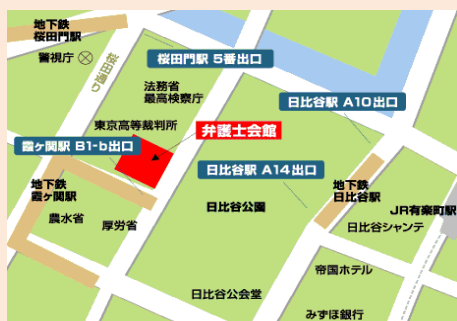 地下鉄
桜田門駅
警視庁
桜田通り
桜田門駅 5番出口
法務省
最高検察庁
日比谷駅 A10出口
東京高等裁判所
弁護士会館
霞ヶ関駅 B1-b出口
日比谷駅 A14出口
地下鉄
霞ヶ関駅
地下鉄
日比谷駅
農水省
厚労省
日比谷公園
JR有楽町駅
日比谷シャンテ
帝国ホテル
日比谷公会堂
みずほ銀行